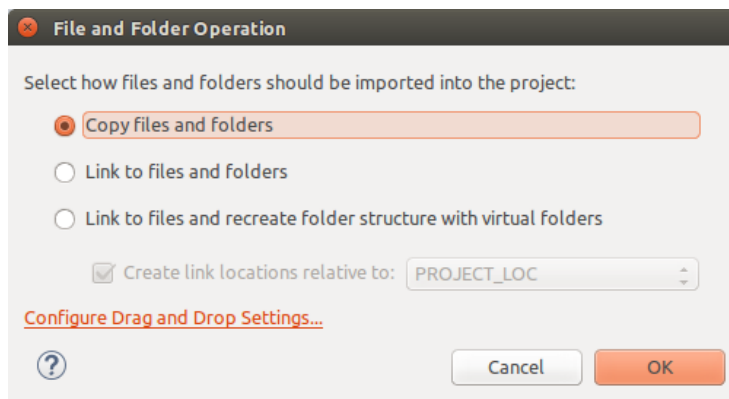 File and Folder Operation
Select how files and folders should be imported into the project:
Copy files and folders
Link to files and folders
Link to files and recreate folder structure with virtual folders
Create link locations relative to: PROJECT_LOC
Configure Drag and Drop Settings...
? Cancel OK